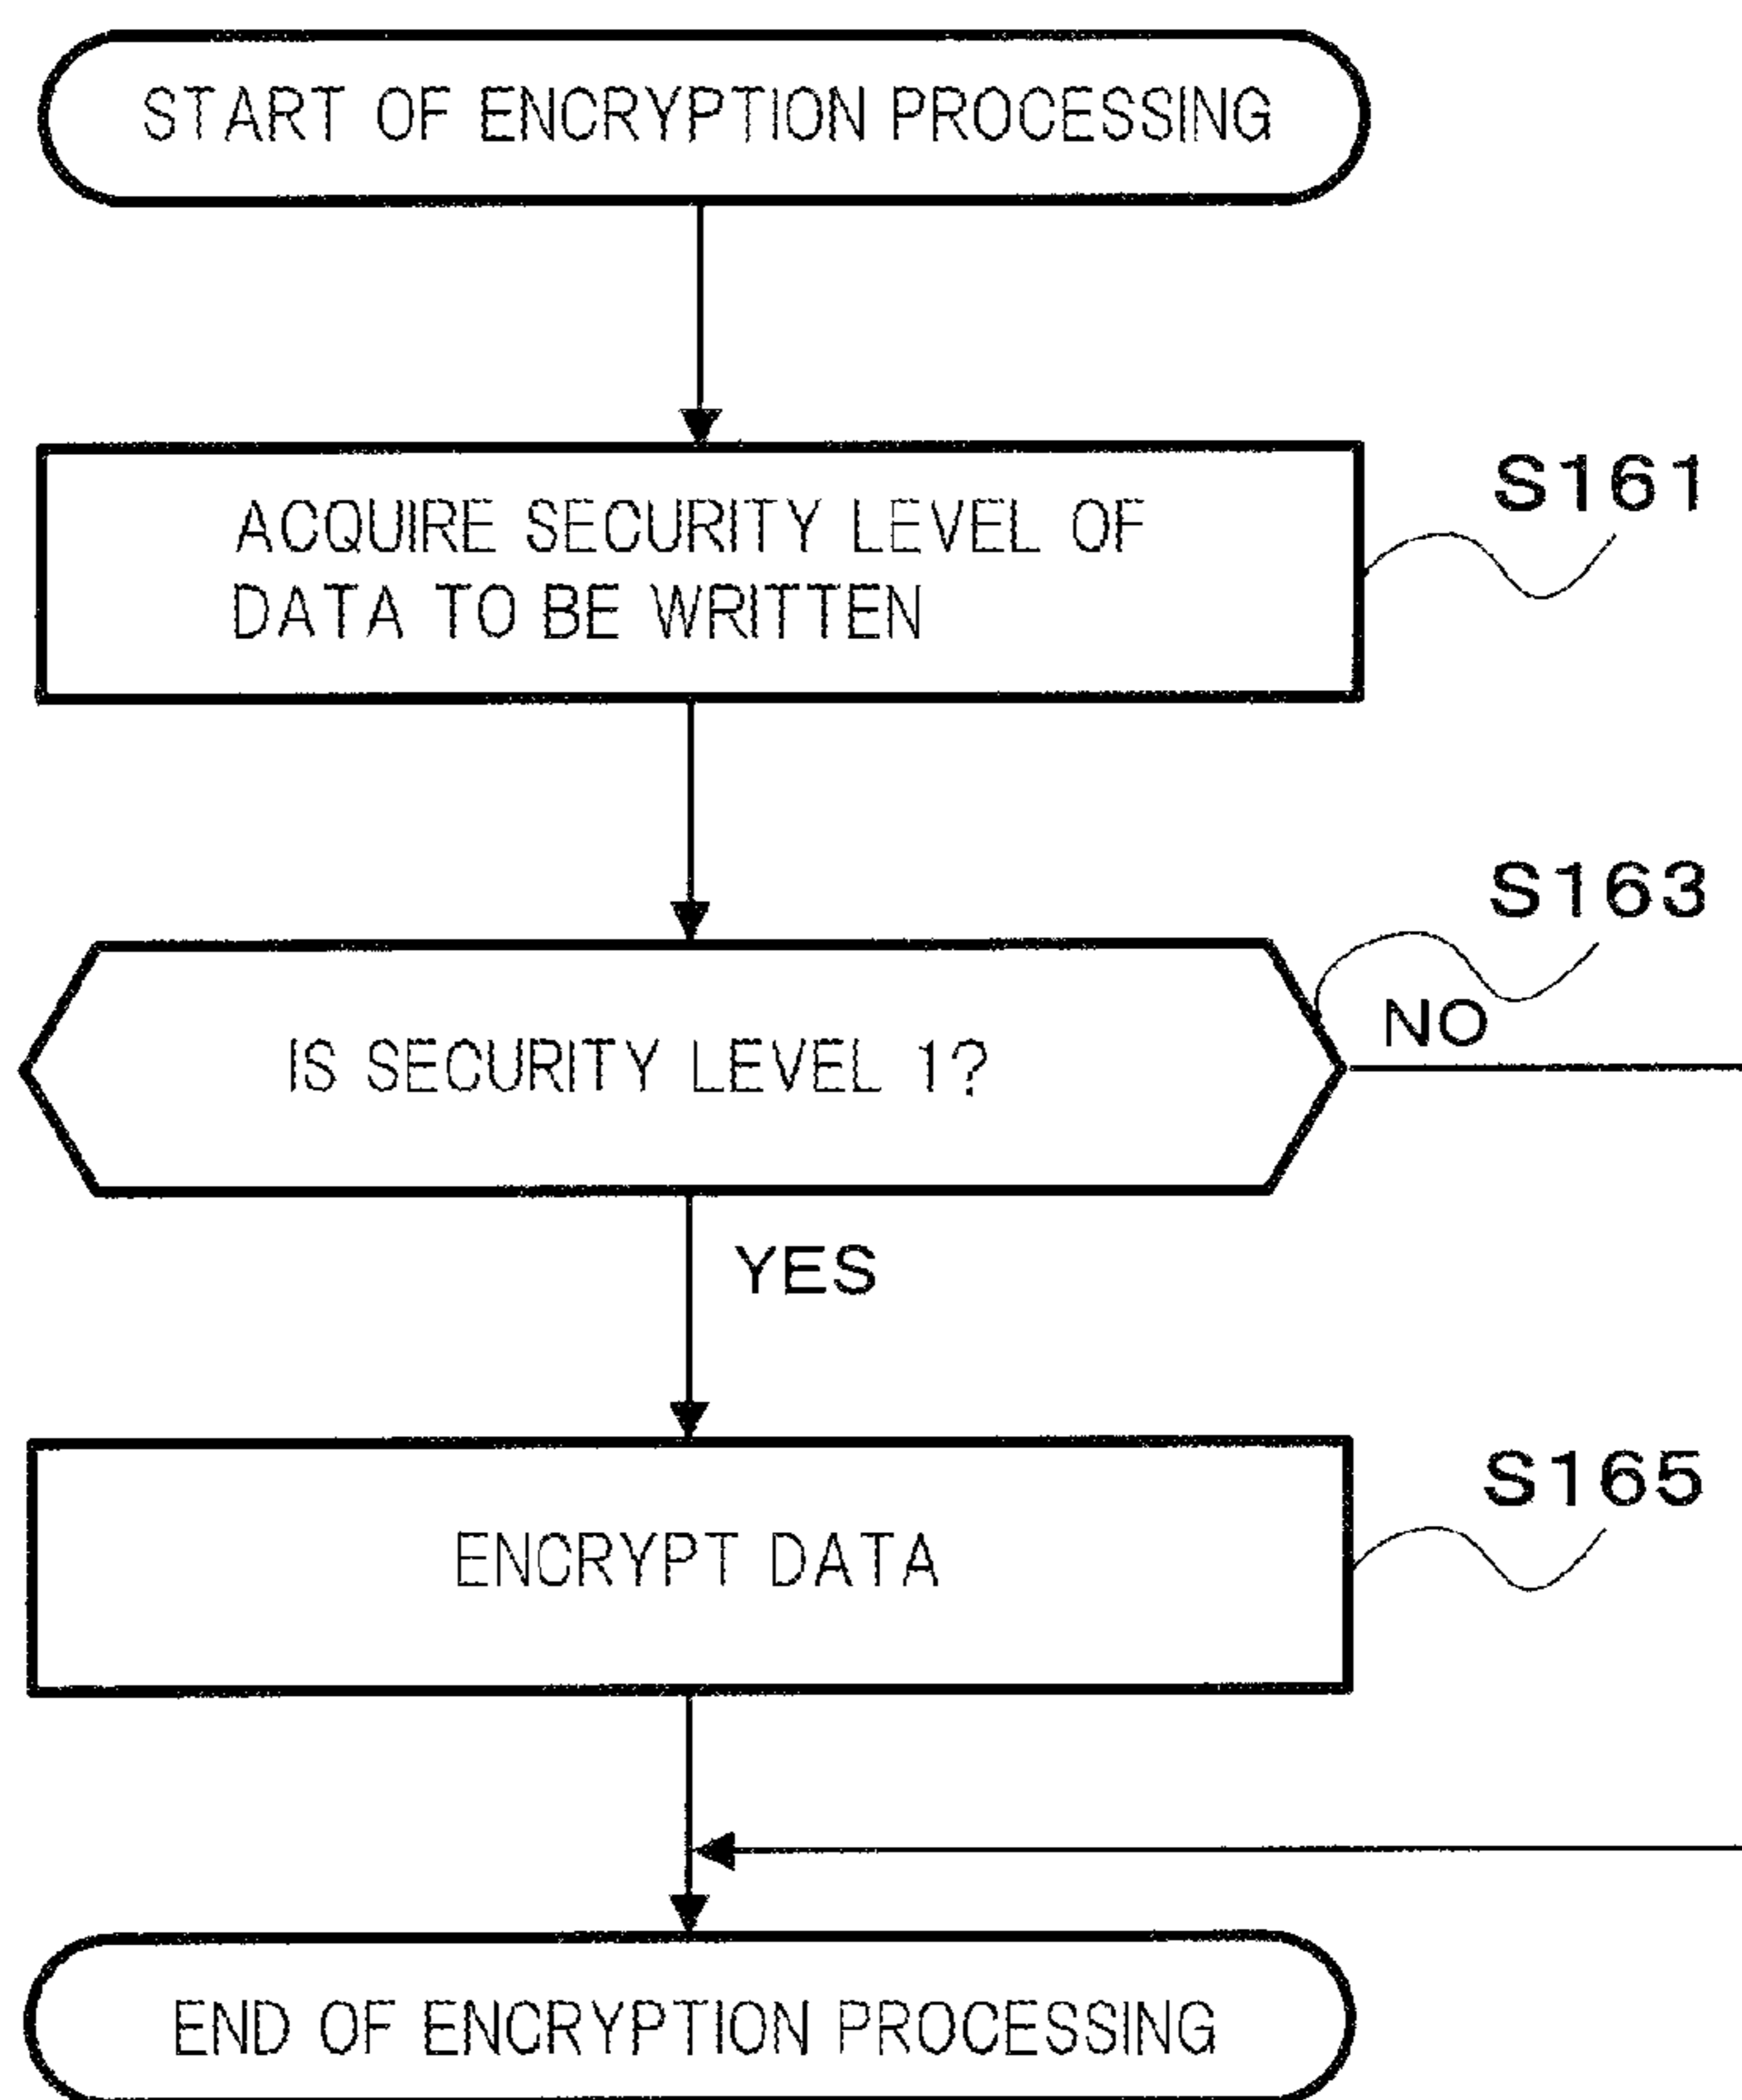 START OF ENCRYPTION PROCESSING
ACQUIRE SECURITY LEVEL OF
DATA TO BE WRITTEN
S161
S163
IS SECURITY LEVEL 1?
NO
YES
ENCRYPT DATA
S165
END OF ENCRYPTION PROCESSING